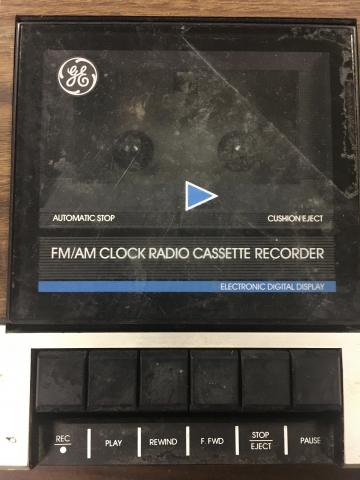 GE
AUTOMATIC STOP CUSHION EJECT
FM/AM CLOCK RADIO CASSETTE RECORDER
ELECTRONIC DIGITAL DISPLAY
REC PLAY REWIND F. FWD STOP EJECT PAUSE